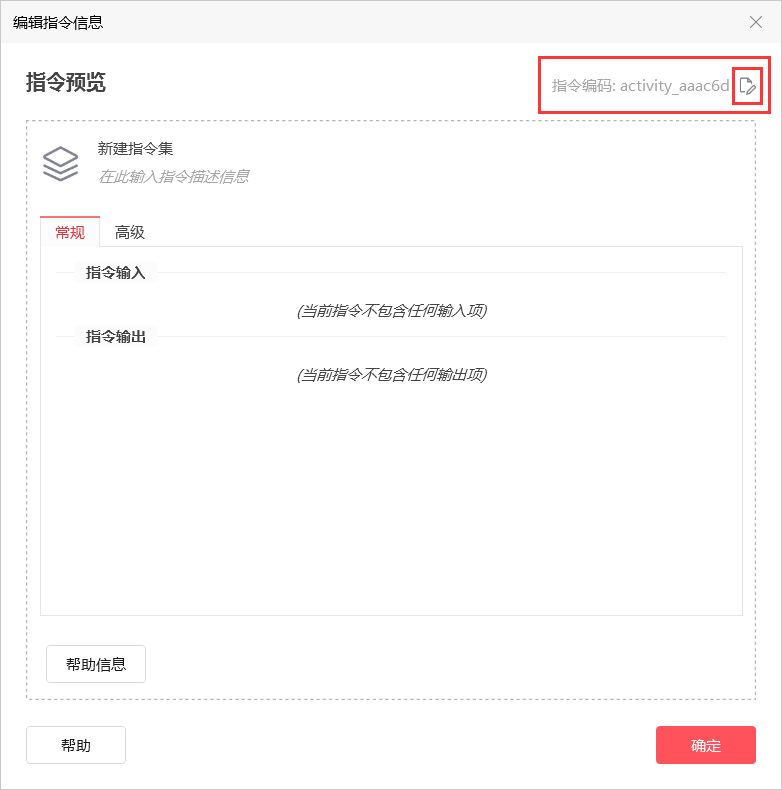 编辑指令信息
指令预览
指令编码: activity_aaac6d
新建指令集
在此输入指令描述信息
常规 高级
指令输入
(当前指令不包含任何输入项)
指令输出
(当前指令不包含任何输出项)
帮助信息
帮助 确定